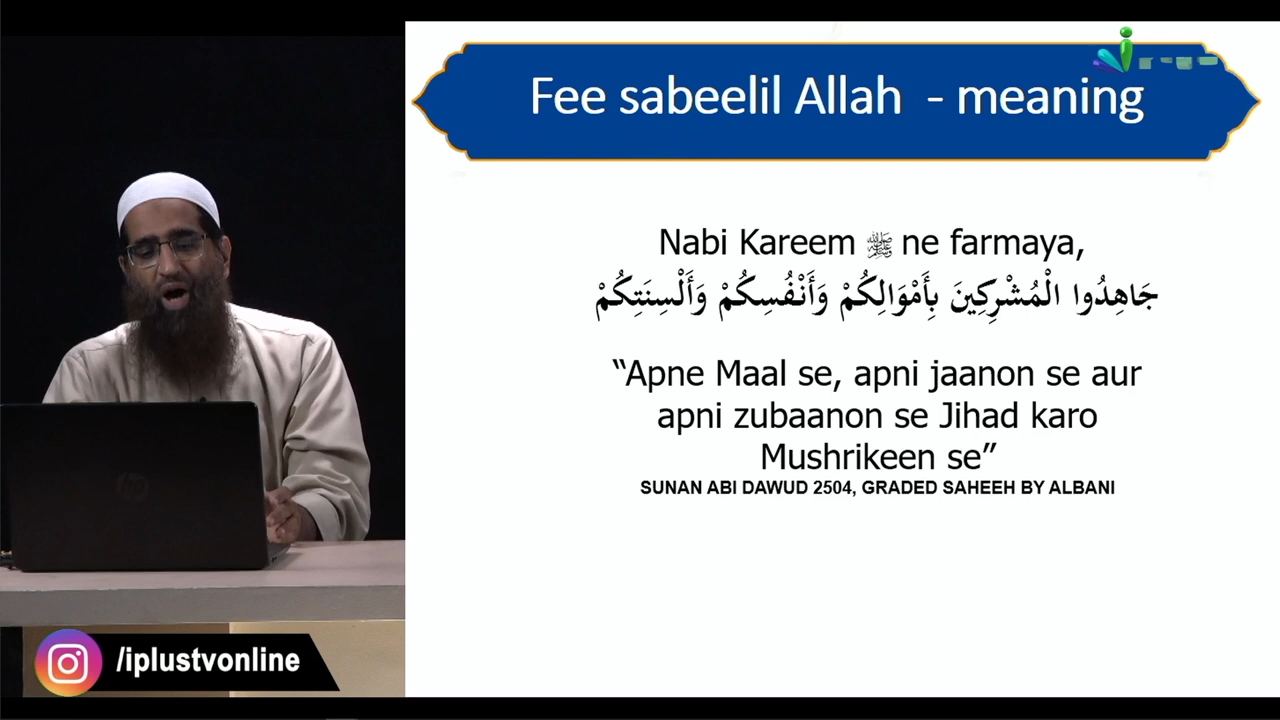 Fee sabeelil Allah - meaning
Nabi Kareem ﷺ ne farmaya,
جَاهِدُوا الْمُشْرِكِينَ بِأَمْوَالِكُمْ وَأَنْفُسِكُمْ وَأَلْسِنَتِكُمْ
“Apne Maal se, apni jaanon se aur
apni zubaanon se Jihad karo
Mushrikeen se”
SUNAN ABI DAWUD 2504, GRADED SAHEEH BY ALBANI
/iplustvonline